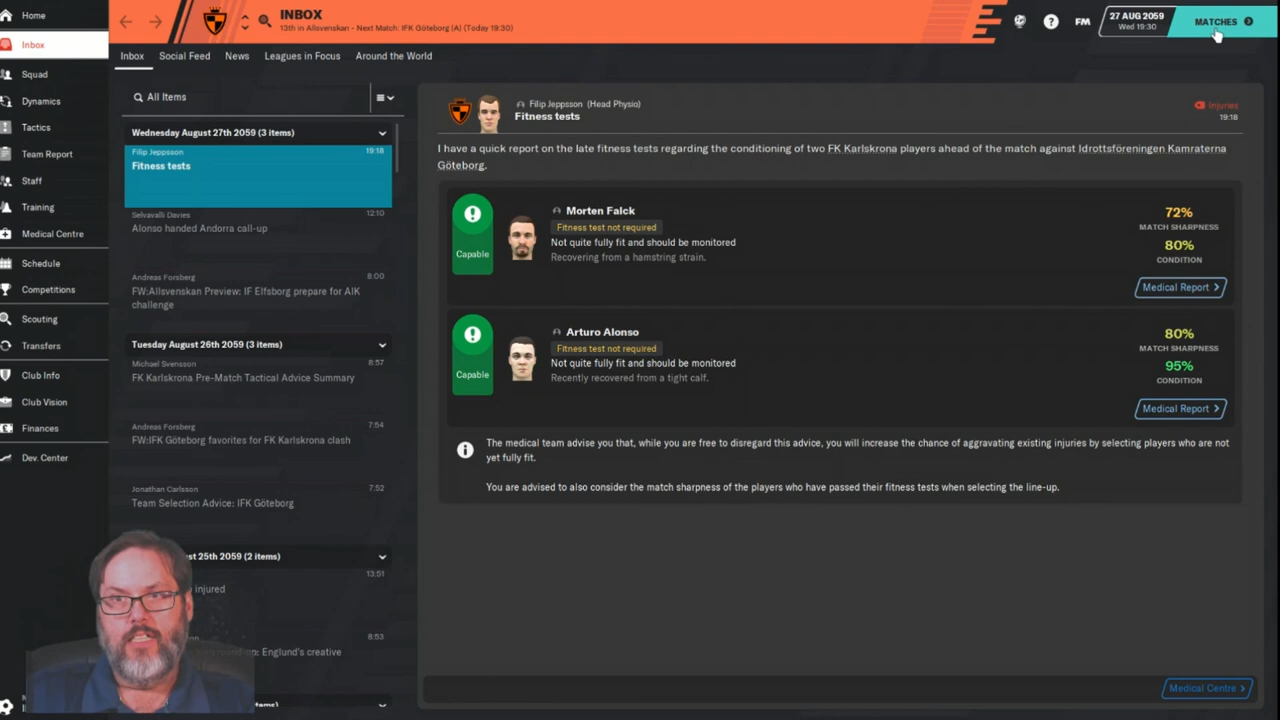 Home
Inbox
Squad
Dynamics
Tactics
Team Report
Staff
Training
Medical Centre
Schedule
Competitions
Scouting
Transfers
Club Info
Club Vision
Finances
Dev. Center
INBOX
13th in Allsvenskan - Next Match: IFK Göteborg (A) (Today 19:30)
FM
27 AUG 2059
Wed 19:30
MATCHES
Inbox
Social Feed
News
Leagues in Focus
Around the World
All Items
Wednesday August 27th 2059 (3 items)
Filip Jeppsson 19:18
Fitness tests
Selvavalli Davies 12:10
Alonso handed Andorra call-up
Andreas Forsberg 8:00
FW:Allsvenskan Preview: IF Elfsborg prepare for AIK
challenge
Tuesday August 26th 2059 (3 items)
Michael Svensson 8:57
FK Karlskrona Pre-Match Tactical Advice Summary
Andreas Forsberg 7:54
FW:IFK Göteborg favorites for FK Karlskrona clash
Jonathan Carlsson 7:52
Team Selection Advice: IFK Göteborg
st 25th 2059 (2 items)
13:51
injured
8:53
: Englund's creative
Filip Jeppsson (Head Physio)
Fitness tests
Injuries
19:18
I have a quick report on the late fitness tests regarding the conditioning of two FK Karlskrona players ahead of the match against Idrottsföreningen Kamraterna
Göteborg.
Capable
Morten Falck
Fitness test not required
Not quite fully fit and should be monitored
Recovering from a hamstring strain.
72%
MATCH SHARPNESS
80%
CONDITION
Medical Report
Capable
Arturo Alonso
Fitness test not required
Not quite fully fit and should be monitored
Recently recovered from a tight calf.
80%
MATCH SHARPNESS
95%
CONDITION
Medical Report
The medical team advise you that, while you are free to disregard this advice, you will increase the chance of aggravating existing injuries by selecting players who are not
yet fully fit.
You are advised to also consider the match sharpness of the players who have passed their fitness tests when selecting the line-up.
Medical Centre